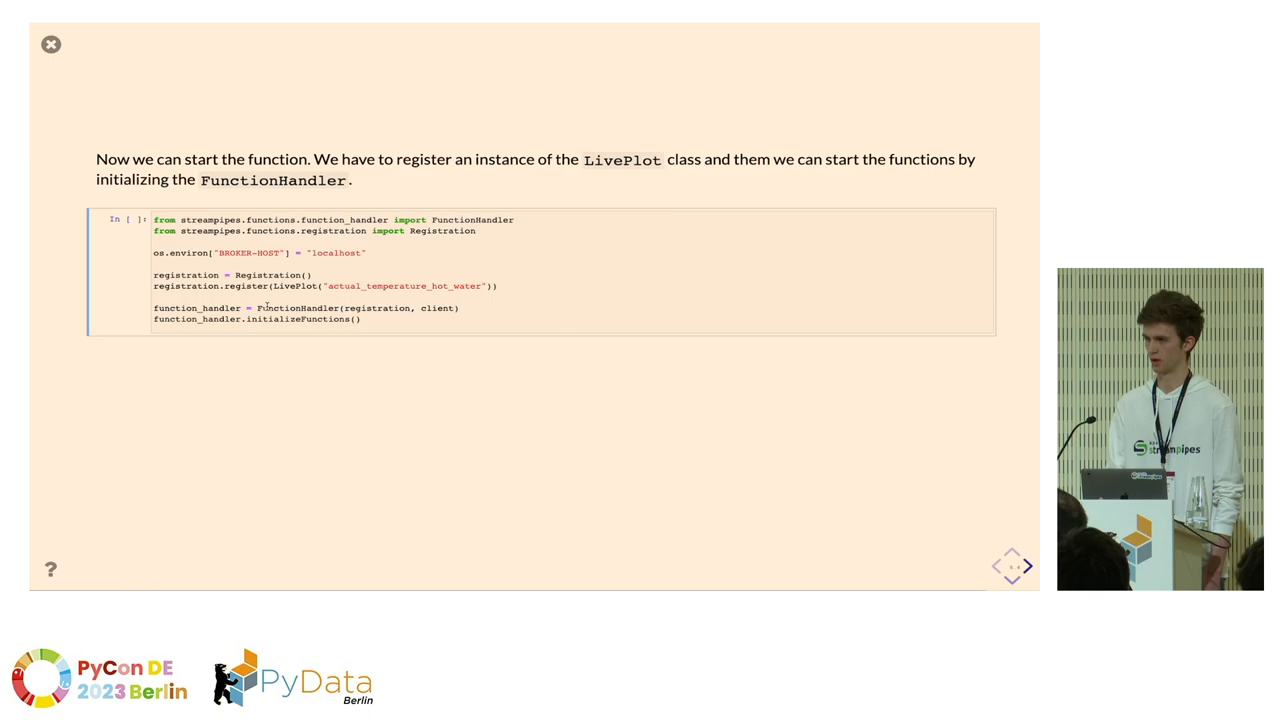 Now we can start the function. We have to register an instance of the LivePlot class and them we can start the functions by
initializing the FunctionHandler.
In [ ]:
from streampipes.functions.function_handler import FunctionHandler
from streampipes.functions.registration import Registration
os.environ["BROKER-HOST"] = "localhost"
registration = Registration()
registration.register(LivePlot("actual_temperature_hot_water"))
function_handler = FunctionHandler(registration, client)
function_handler.initializeFunctions()
?
streampipes
PyCon DE
2023 Berlin
PyData
Berlin